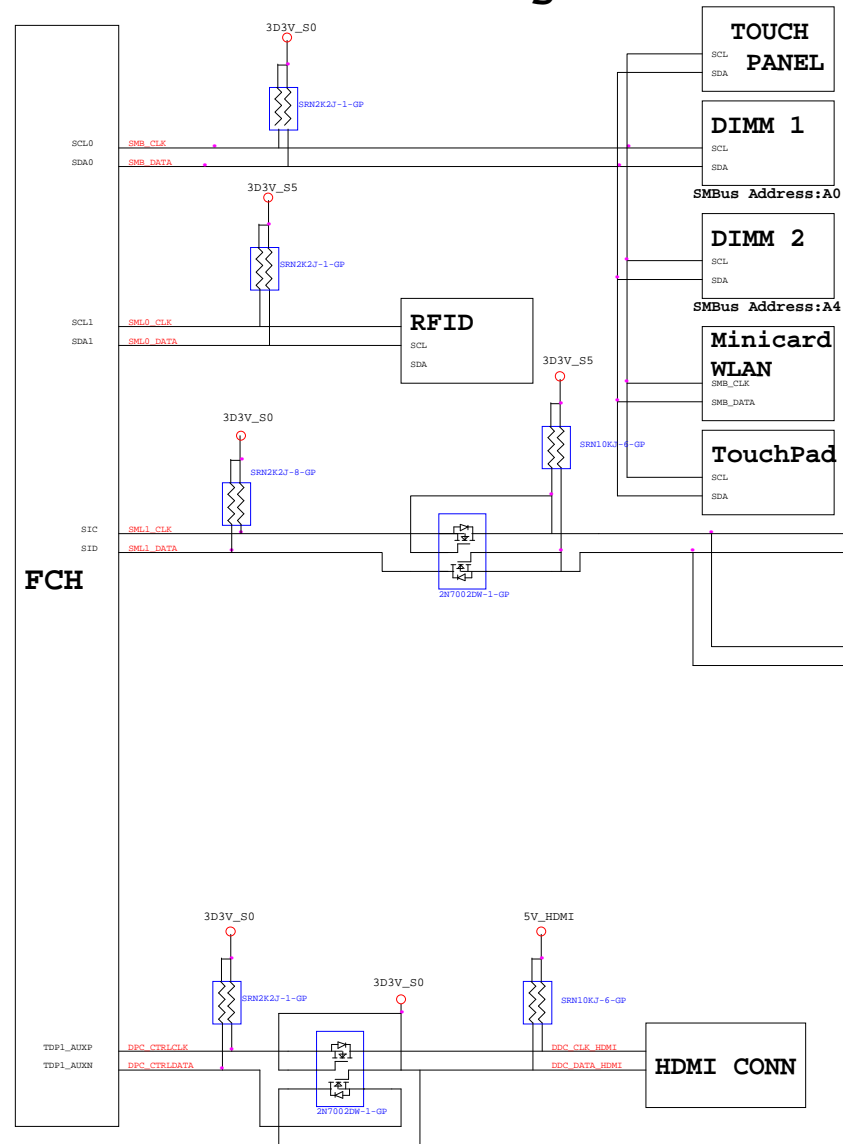 3D3V_S0
TOUCH
PANEL
SCL
SDA
SRN2K2J-1-GP
DIMM 1
SCL0
SMB_CLK
SCL
SDA0
SMB_DATA
SDA
3D3V_S5
SMBus Address:A0
DIMM 2
SCL
SRN2K2J-1-GP
SDA
SMBus Address:A4
SCL1
SML0_CLK
RFID
Minicard
SDA1
SML0_DATA
SCL
WLAN
SDA
3D3V_S5
SMB_CLK
SMB_DATA
3D3V_S0
SRN10KJ-6-GP
TouchPad
SRN2K2J-8-GP
SCL
SDA
SIC
SML1_CLK
SID
SML1_DATA
FCH
2N7002DW-1-GP
3D3V_S0
5V_HDMI
3D3V_S0
SRN2K2J-1-GP
SRN10KJ-6-GP
TDP1_AUXP
DPC_CTRLCLK
DDC_CLK_HDMI
TDP1_AUXN
DPC_CTRLDATA
DDC_DATA_HDMI
HDMI CONN
2N7002DW-1-GP